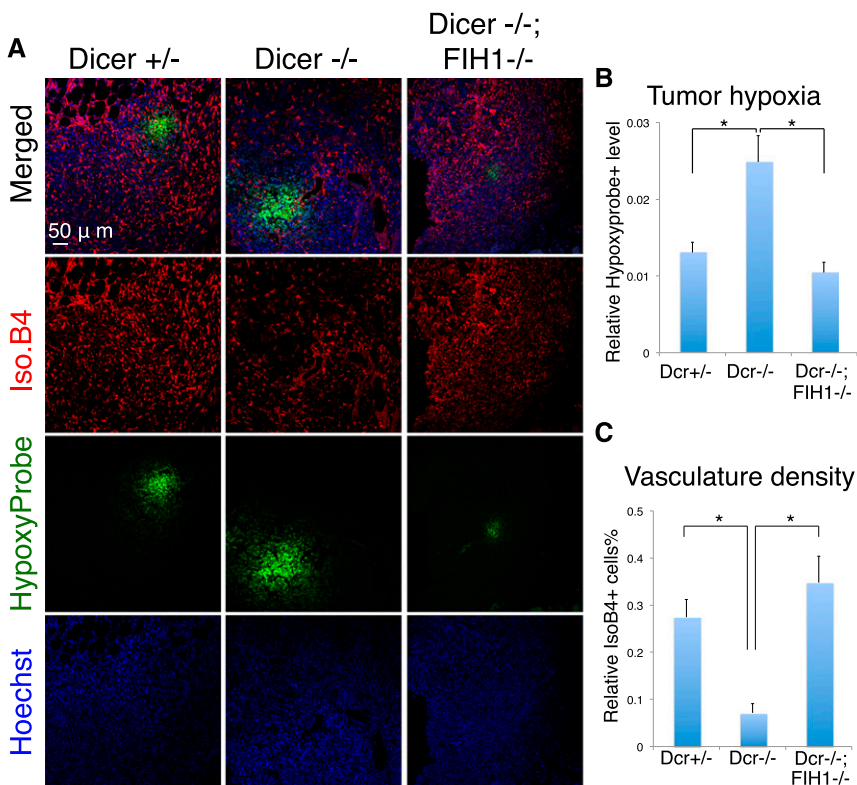 A
Dicer +/-
Dicer -/-
Dicer -/-;
FIH1-/-
Merged
50 μ m
Iso.B4
HypoxyProbe
Hoechst
B
Tumor hypoxia
Relative Hypoxyprobe+ level
0.03
0.02
0.01
0
*
*
Dcr+/-
Dcr-/-
Dcr-/-;
FIH1-/-
C
Vasculature density
Relative IsoB4+ cells%
0.5
0.4
0.3
0.2
0.1
0
*
*
Dcr+/-
Dcr-/-
Dcr-/-;
FIH1-/-